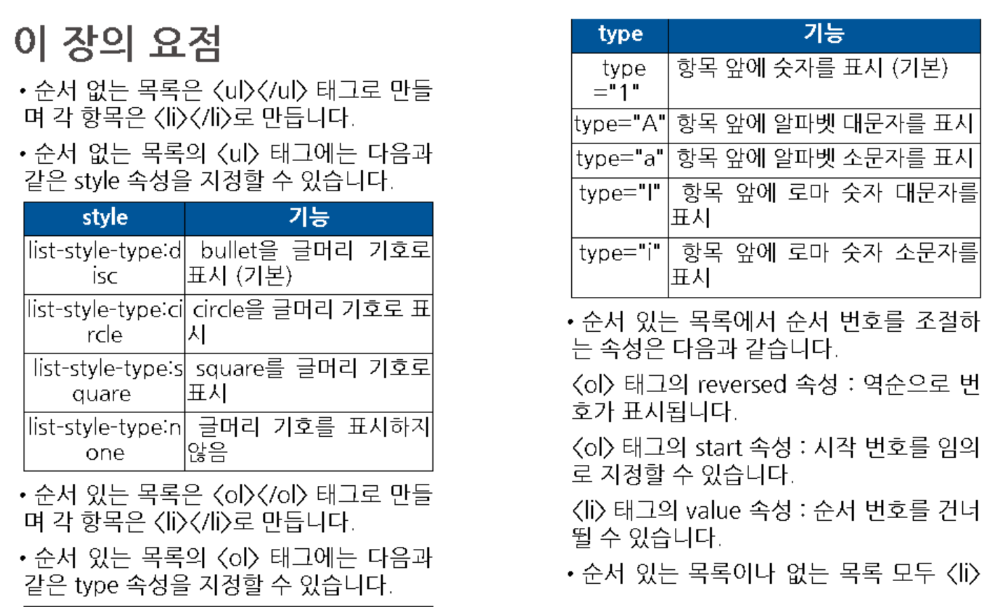 이 장의 요점
• 순서 없는 목록은 〈ul〉〈/ul〉 태그로 만들
며 각 항목은 〈li〉〈/li〉로 만듭니다.
• 순서 없는 목록의 〈ul〉 태그에는 다음과
같은 style 속성을 지정할 수 있습니다.
style 기능
list-style-type:d bullet을 글머리 기호로
isc 표시 (기본)
list-style-type:ci circle을 글머리 기호로 표
rcle 시
list-style-type:s square를 글머리 기호로
quare 표시
list-style-type:n 글머리 기호를 표시하지
one 않음
• 순서 있는 목록은 〈ol〉〈/ol〉 태그로 만들
며 각 항목은 〈li〉〈/li〉로 만듭니다.
• 순서 있는 목록의 〈ol〉 태그에는 다음과
같은 type 속성을 지정할 수 있습니다.
type 기능
type 항목 앞에 숫자를 표시 (기본)
="1"
type="A" 항목 앞에 알파벳 대문자를 표시
type="a" 항목 앞에 알파벳 소문자를 표시
type="I" 항목 앞에 로마 숫자 대문자를
표시
type="i" 항목 앞에 로마 숫자 소문자를
표시
• 순서 있는 목록에서 순서 번호를 조절하
는 속성은 다음과 같습니다.
〈ol〉 태그의 reversed 속성 : 역순으로 번
호가 표시됩니다.
〈ol〉 태그의 start 속성 : 시작 번호를 임의
로 지정할 수 있습니다.
〈li〉 태그의 value 속성 : 순서 번호를 건너
뛸 수 있습니다.
• 순서 있는 목록이나 없는 목록 모두 〈li〉